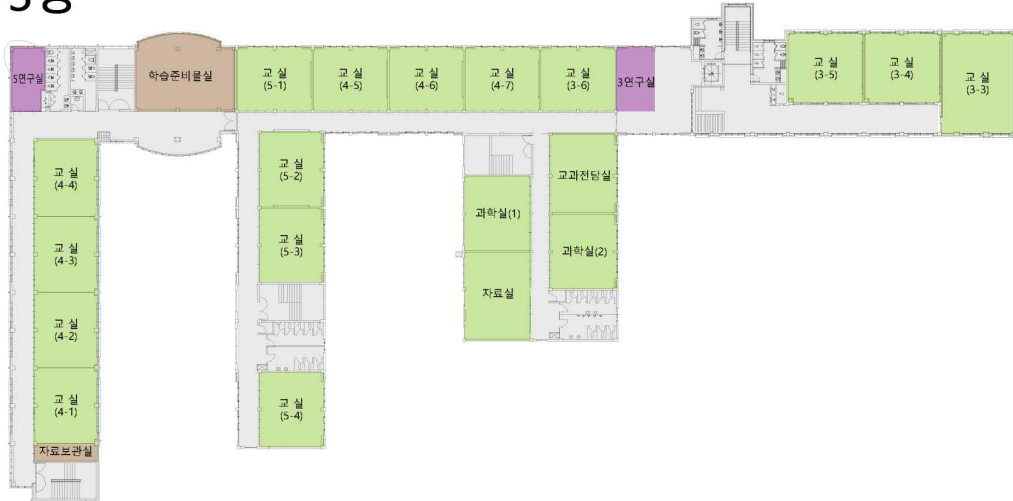 5연구실
학습준비물실
교 실
(5-1)
교 실
(4-5)
교 실
(4-6)
교 실
(4-7)
교 실
(3-6)
3연구실
교 실
(3-5)
교 실
(3-4)
교 실
(3-3)
교 실
(4-4)
교 실
(5-2)
교과전담실
과학실(1)
교 실
(4-3)
교 실
(5-3)
과학실(2)
자료실
교 실
(4-2)
교 실
(4-1)
교 실
(5-4)
자료보관실